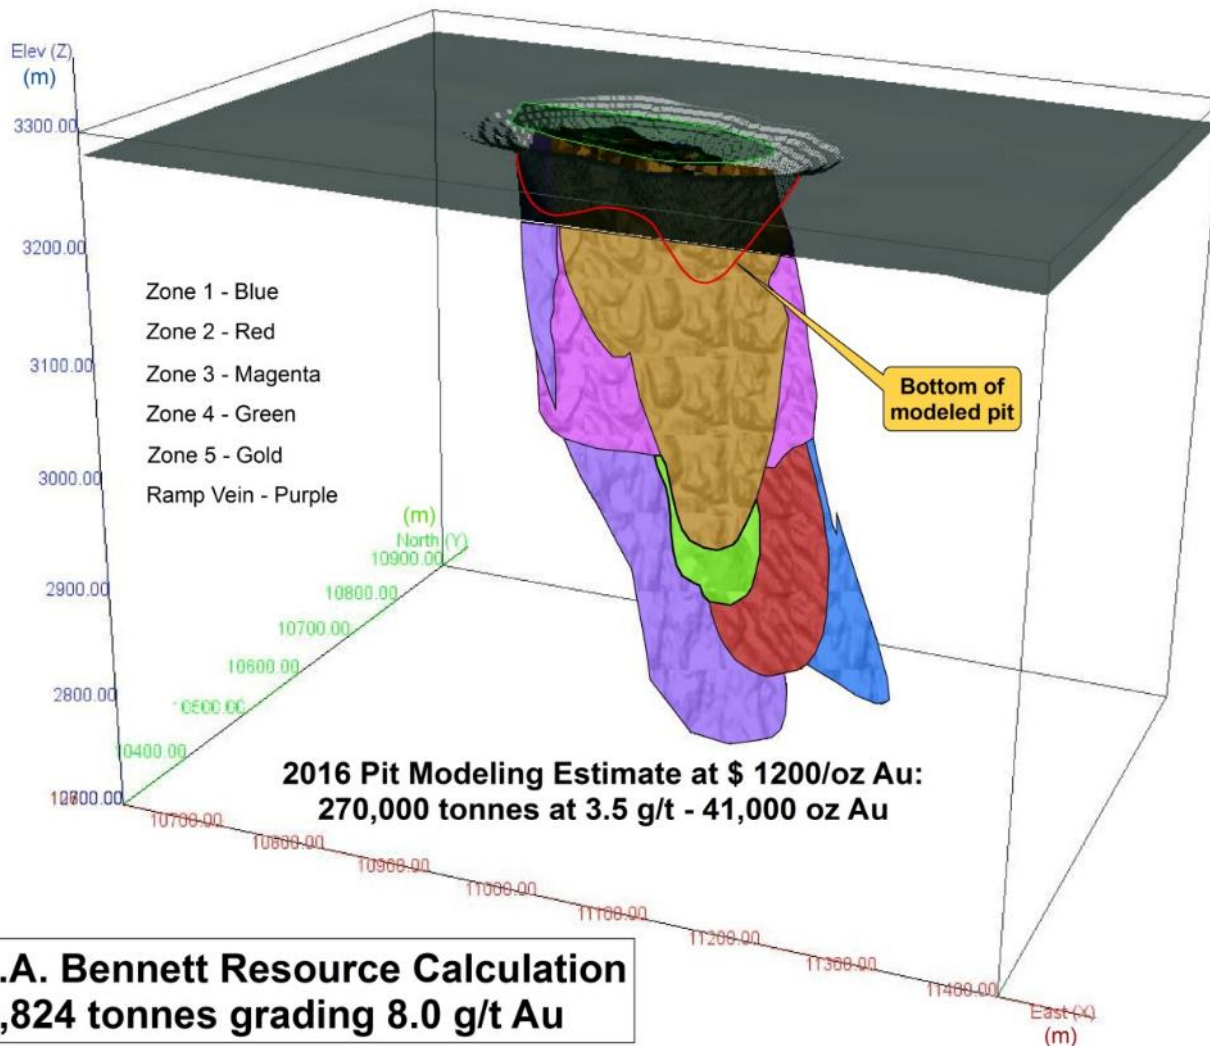 Elev (Z)
(m)
3300.00
3200.00
3100.00
3000.00
2900.00
2800.00
Zone 1 - Blue
Zone 2 - Red
Zone 3 - Magenta
Zone 4 - Green
Zone 5 - Gold
Ramp Vein - Purple
Bottom of
modeled pit
(m)
North (Y)
10900.00
10800.00
10700.00
10600.00
10500.00
10400.00
2016 Pit Modeling Estimate at $ 1200/oz Au:
270,000 tonnes at 3.5 g/t - 41,000 oz Au
10700.00
10800.00
10900.00
11000.00
11100.00
11200.00
11300.00
11400.00
East (X)
(m)
.A. Bennett Resource Calculation
,824 tonnes grading 8.0 g/t Au